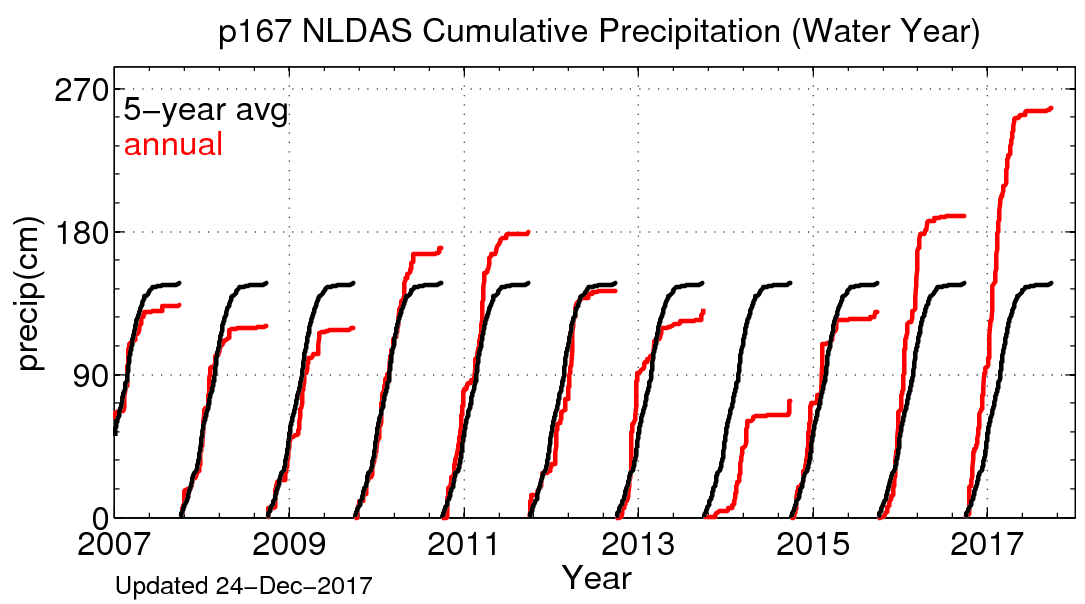 p167 NLDAS Cumulative Precipitation (Water Year)
270
5−year avg
annual
180
precip(cm)
90
0
2007 2009 2011 2013 2015 2017
Year
Updated 24−Dec−2017